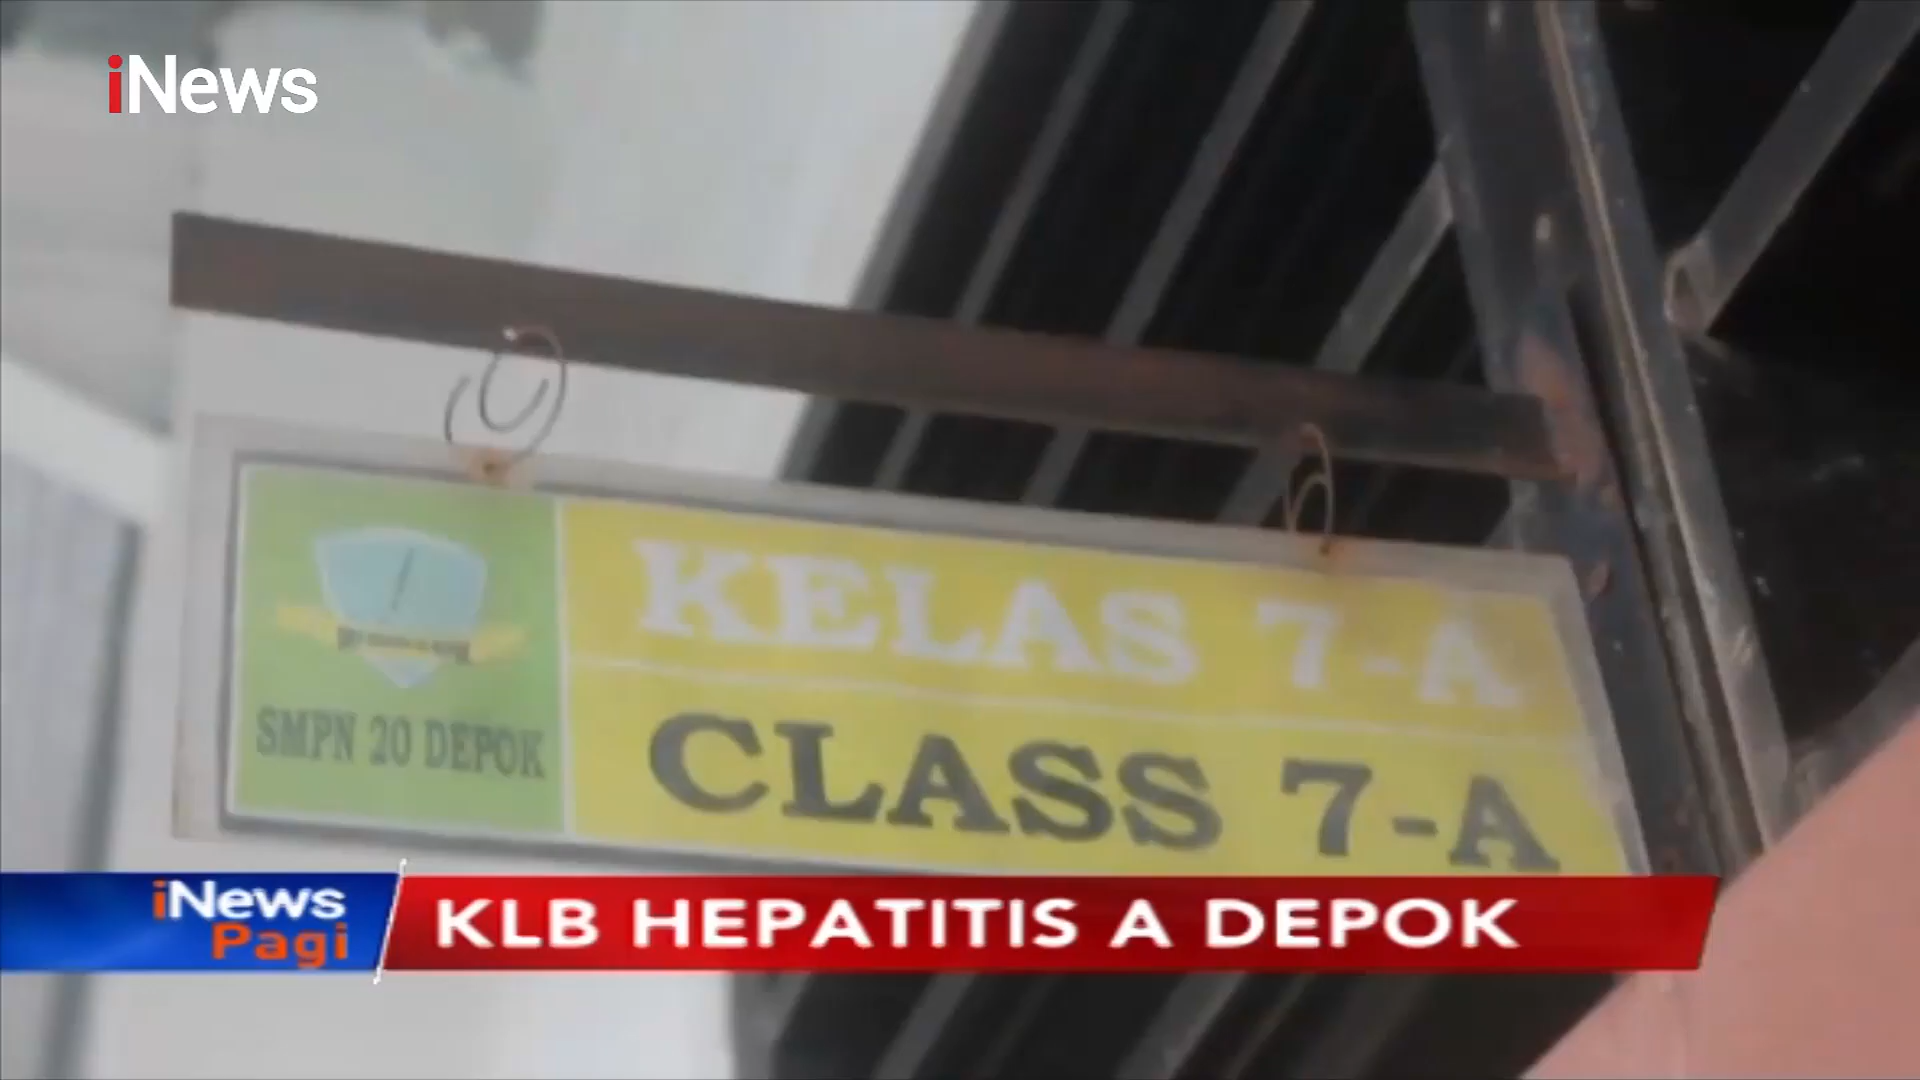 iNews
KELAS 7-A
SMPN 20 DEPOK
CLASS 7-A
iNews
Pagi
KLB HEPATITIS A DEPOK